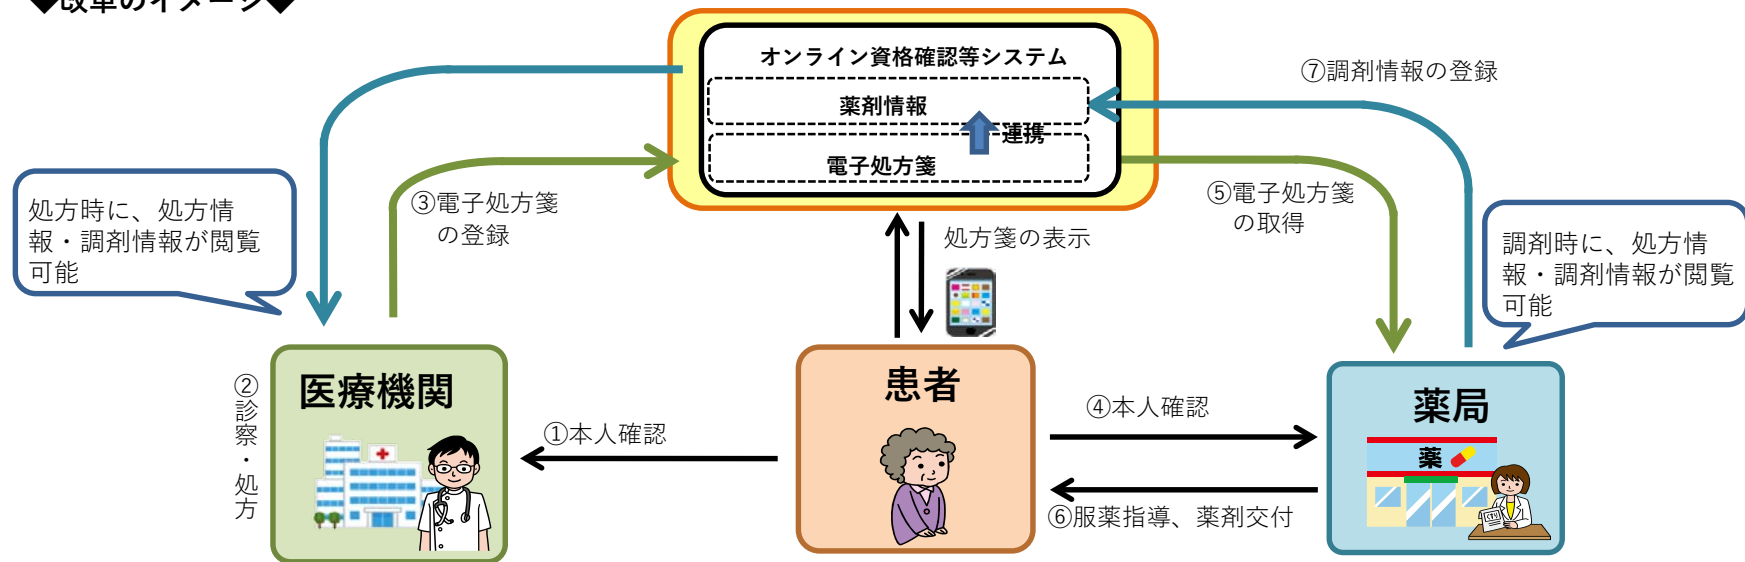 ◆改革のイメージ◆
オンライン資格確認等システム
薬剤情報
連携
電子処方箋
⑦調剤情報の登録
処方時に、処方情
報・調剤情報が閲覧
可能
③電子処方箋
の登録
処方箋の表示
⑤電子処方箋
の取得
調剤時に、処方情
報・調剤情報が閲覧
可能
②診察・処方
医療機関
①本人確認
患者
④本人確認
⑥服薬指導、薬剤交付
薬局
薬